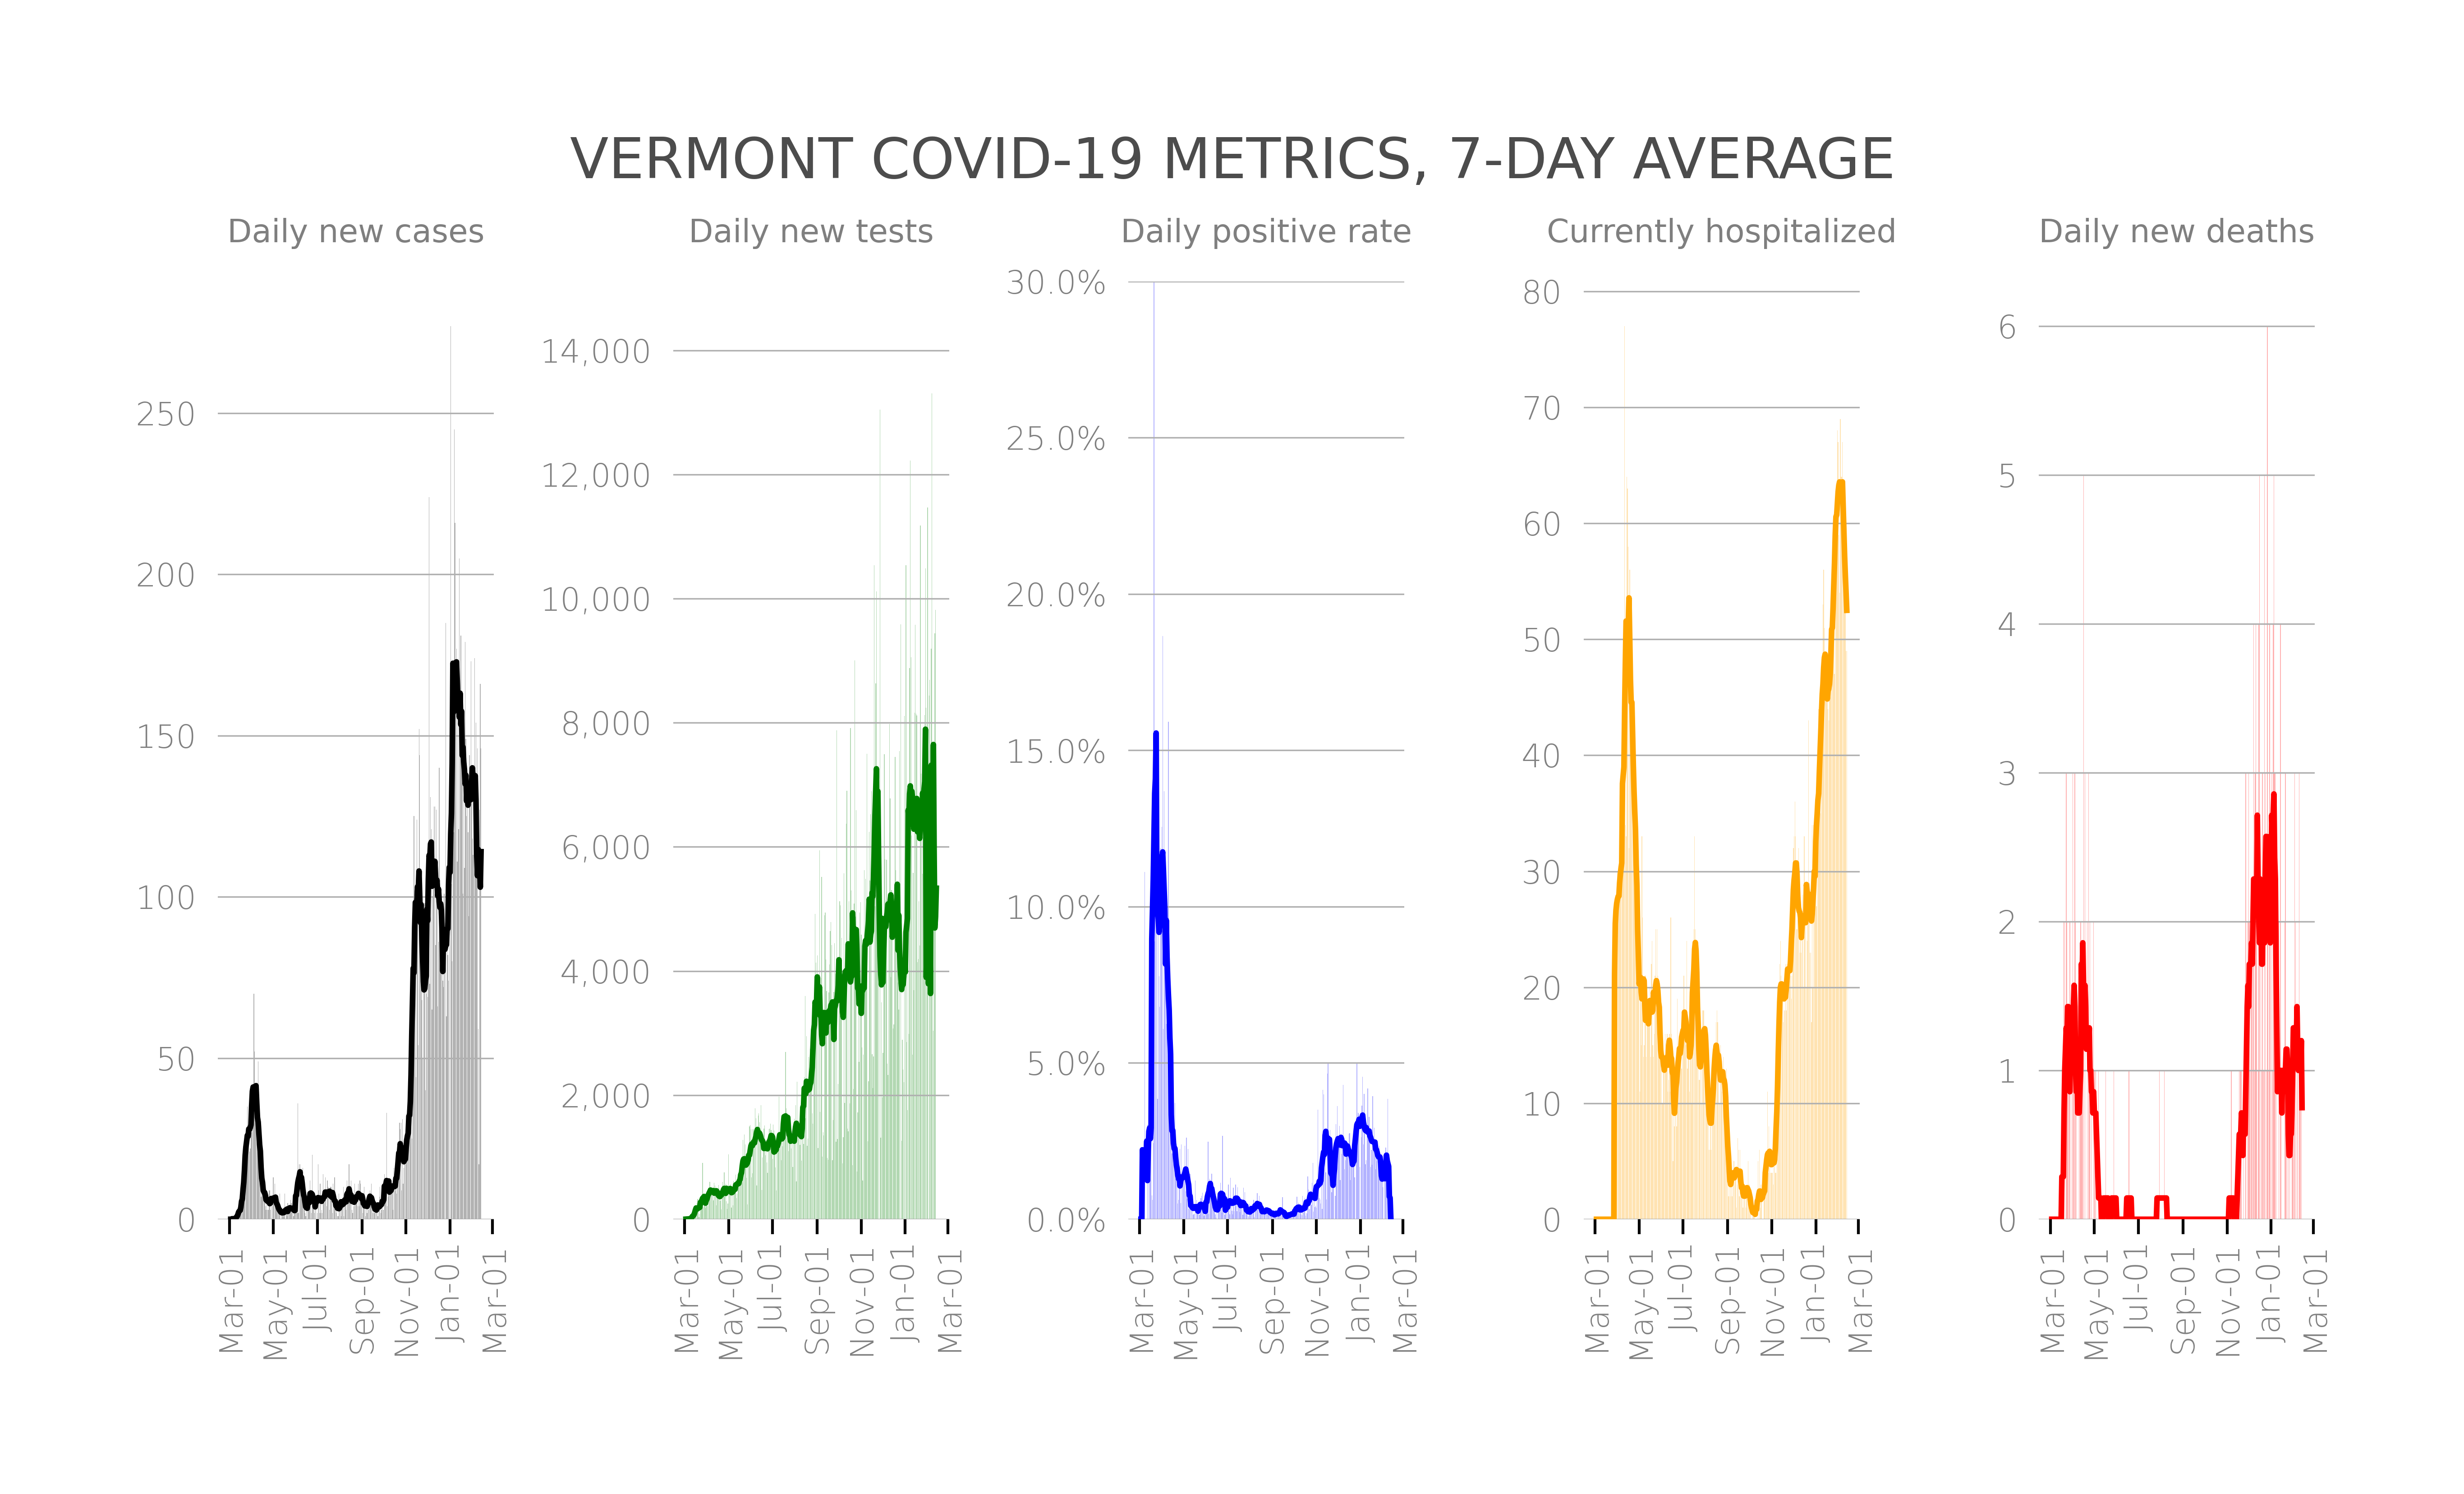 VERMONT COVID-19 METRICS, 7-DAY AVERAGE
Daily new cases
250
200
150
100
50
0
Mar-01
May-01
Jul-01
Sep-01
Nov-01
Jan-01
Mar-01
Daily new tests
14,000
12,000
10,000
8,000
6,000
4,000
2,000
0
Mar-01
May-01
Jul-01
Sep-01
Nov-01
Jan-01
Mar-01
Daily positive rate
30.0%
25.0%
20.0%
15.0%
10.0%
5.0%
0.0%
Mar-01
May-01
Jul-01
Sep-01
Nov-01
Jan-01
Mar-01
Currently hospitalized
80
70
60
50
40
30
20
10
0
Mar-01
May-01
Jul-01
Sep-01
Nov-01
Jan-01
Mar-01
Daily new deaths
6
5
4
3
2
1
0
Mar-01
May-01
Jul-01
Sep-01
Nov-01
Jan-01
Mar-01